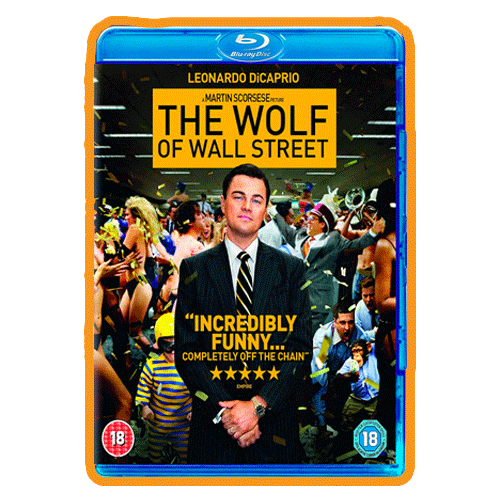 Blu-ray Disc
LEONARDO DiCAPRIO
A MARTIN SCORSESE PICTURE
THE WOLF
OF WALL STREET
"INCREDIBLY
FUNNY...
COMPLETELY OFF THE CHAIN"
★★★★★
EMPIRE
18
18